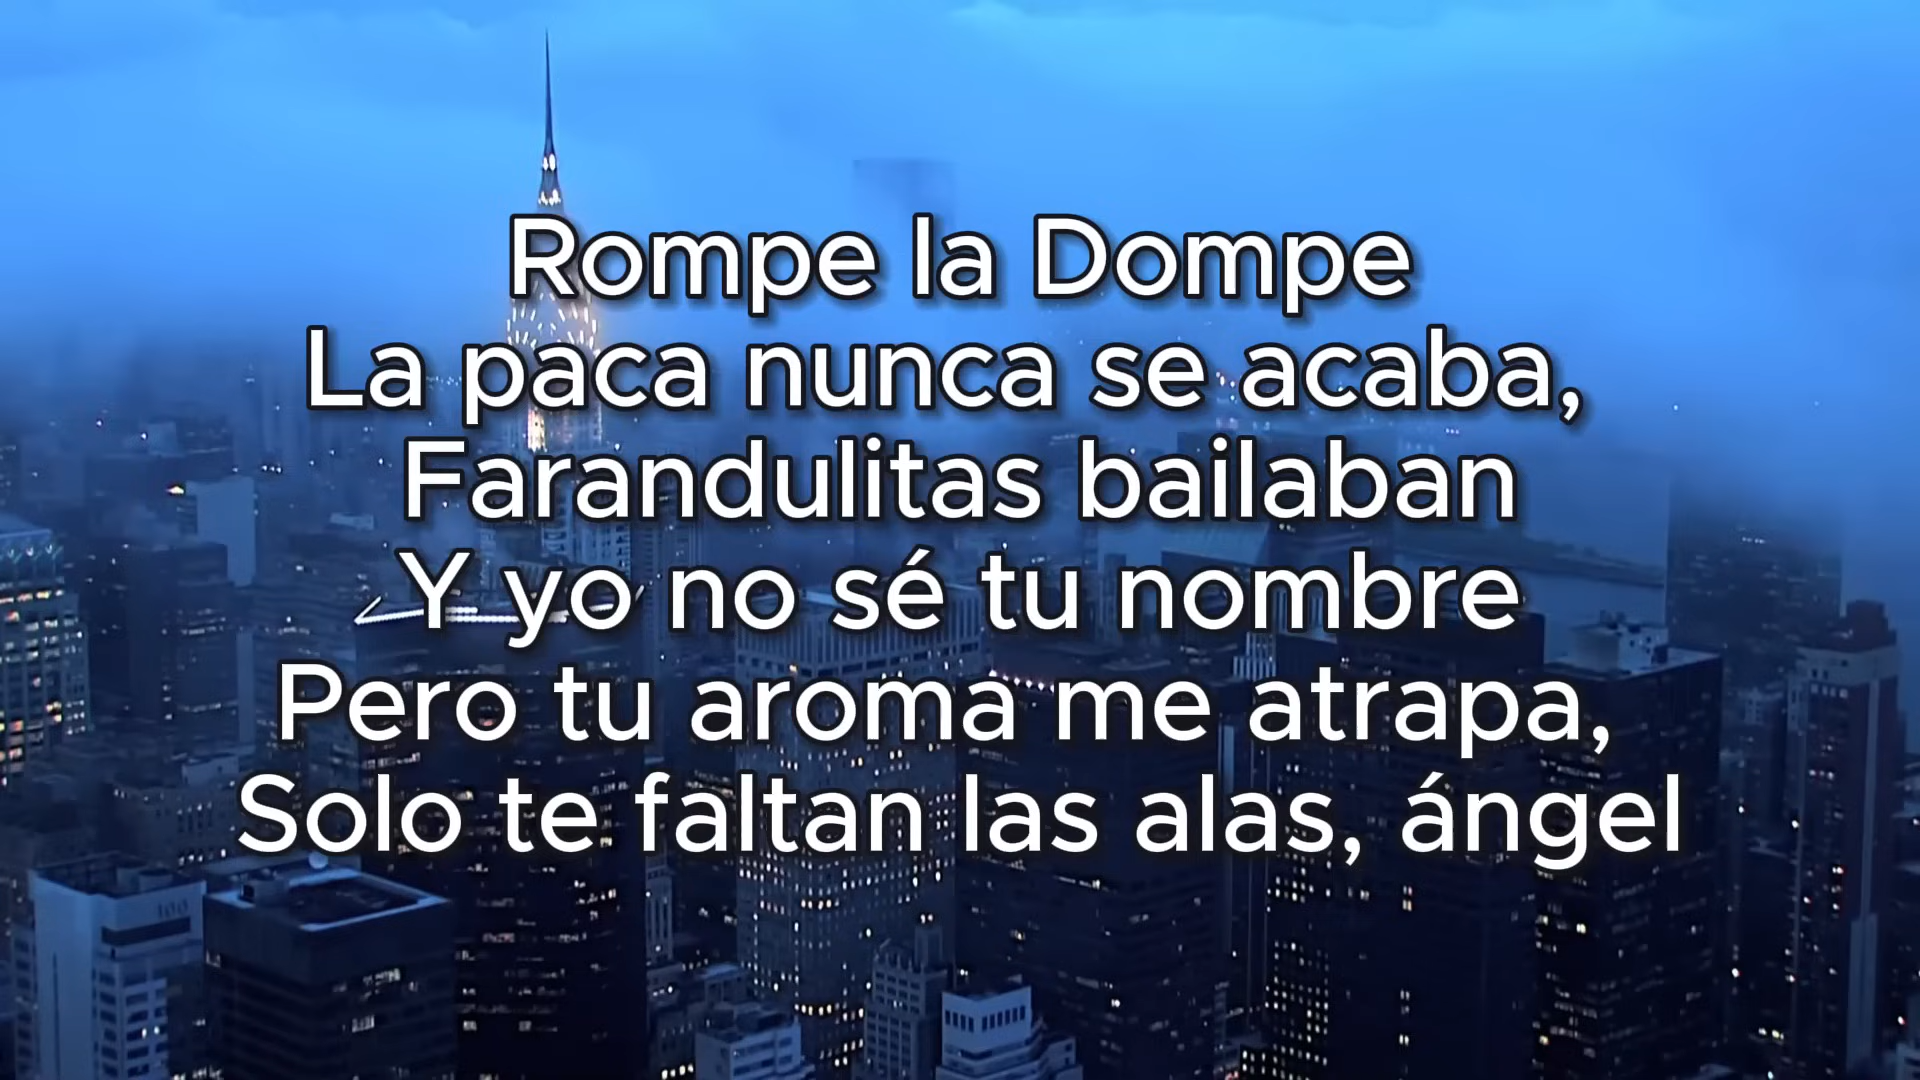 Rompe la Dompe
La paca nunca se acaba,
Farandulitas bailaban
Y yo no sé tu nombre
Pero tu aroma me atrapa,
Solo te faltan las alas, ángel